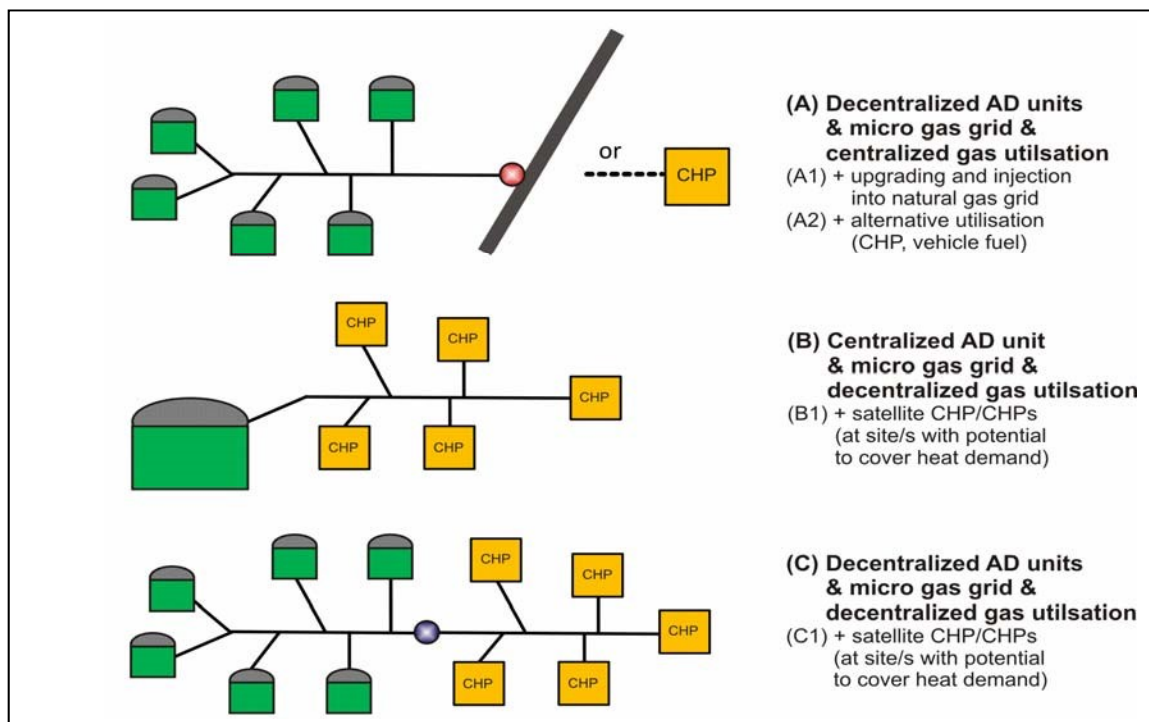 (A) Decentralized AD units
& micro gas grid &
centralized gas utilsation
(A1) + upgrading and injection
into natural gas grid
(A2) + alternative utilisation
(CHP, vehicle fuel)
or
CHP
(B) Centralized AD unit
& micro gas grid &
decentralized gas utilsation
(B1) + satellite CHP/CHPs
(at site/s with potential
to cover heat demand)
CHP
CHP
CHP
CHP
CHP
(C) Decentralized AD units
& micro gas grid &
decentralized gas utilsation
(C1) + satellite CHP/CHPs
(at site/s with potential
to cover heat demand)
CHP
CHP
CHP
CHP
CHP